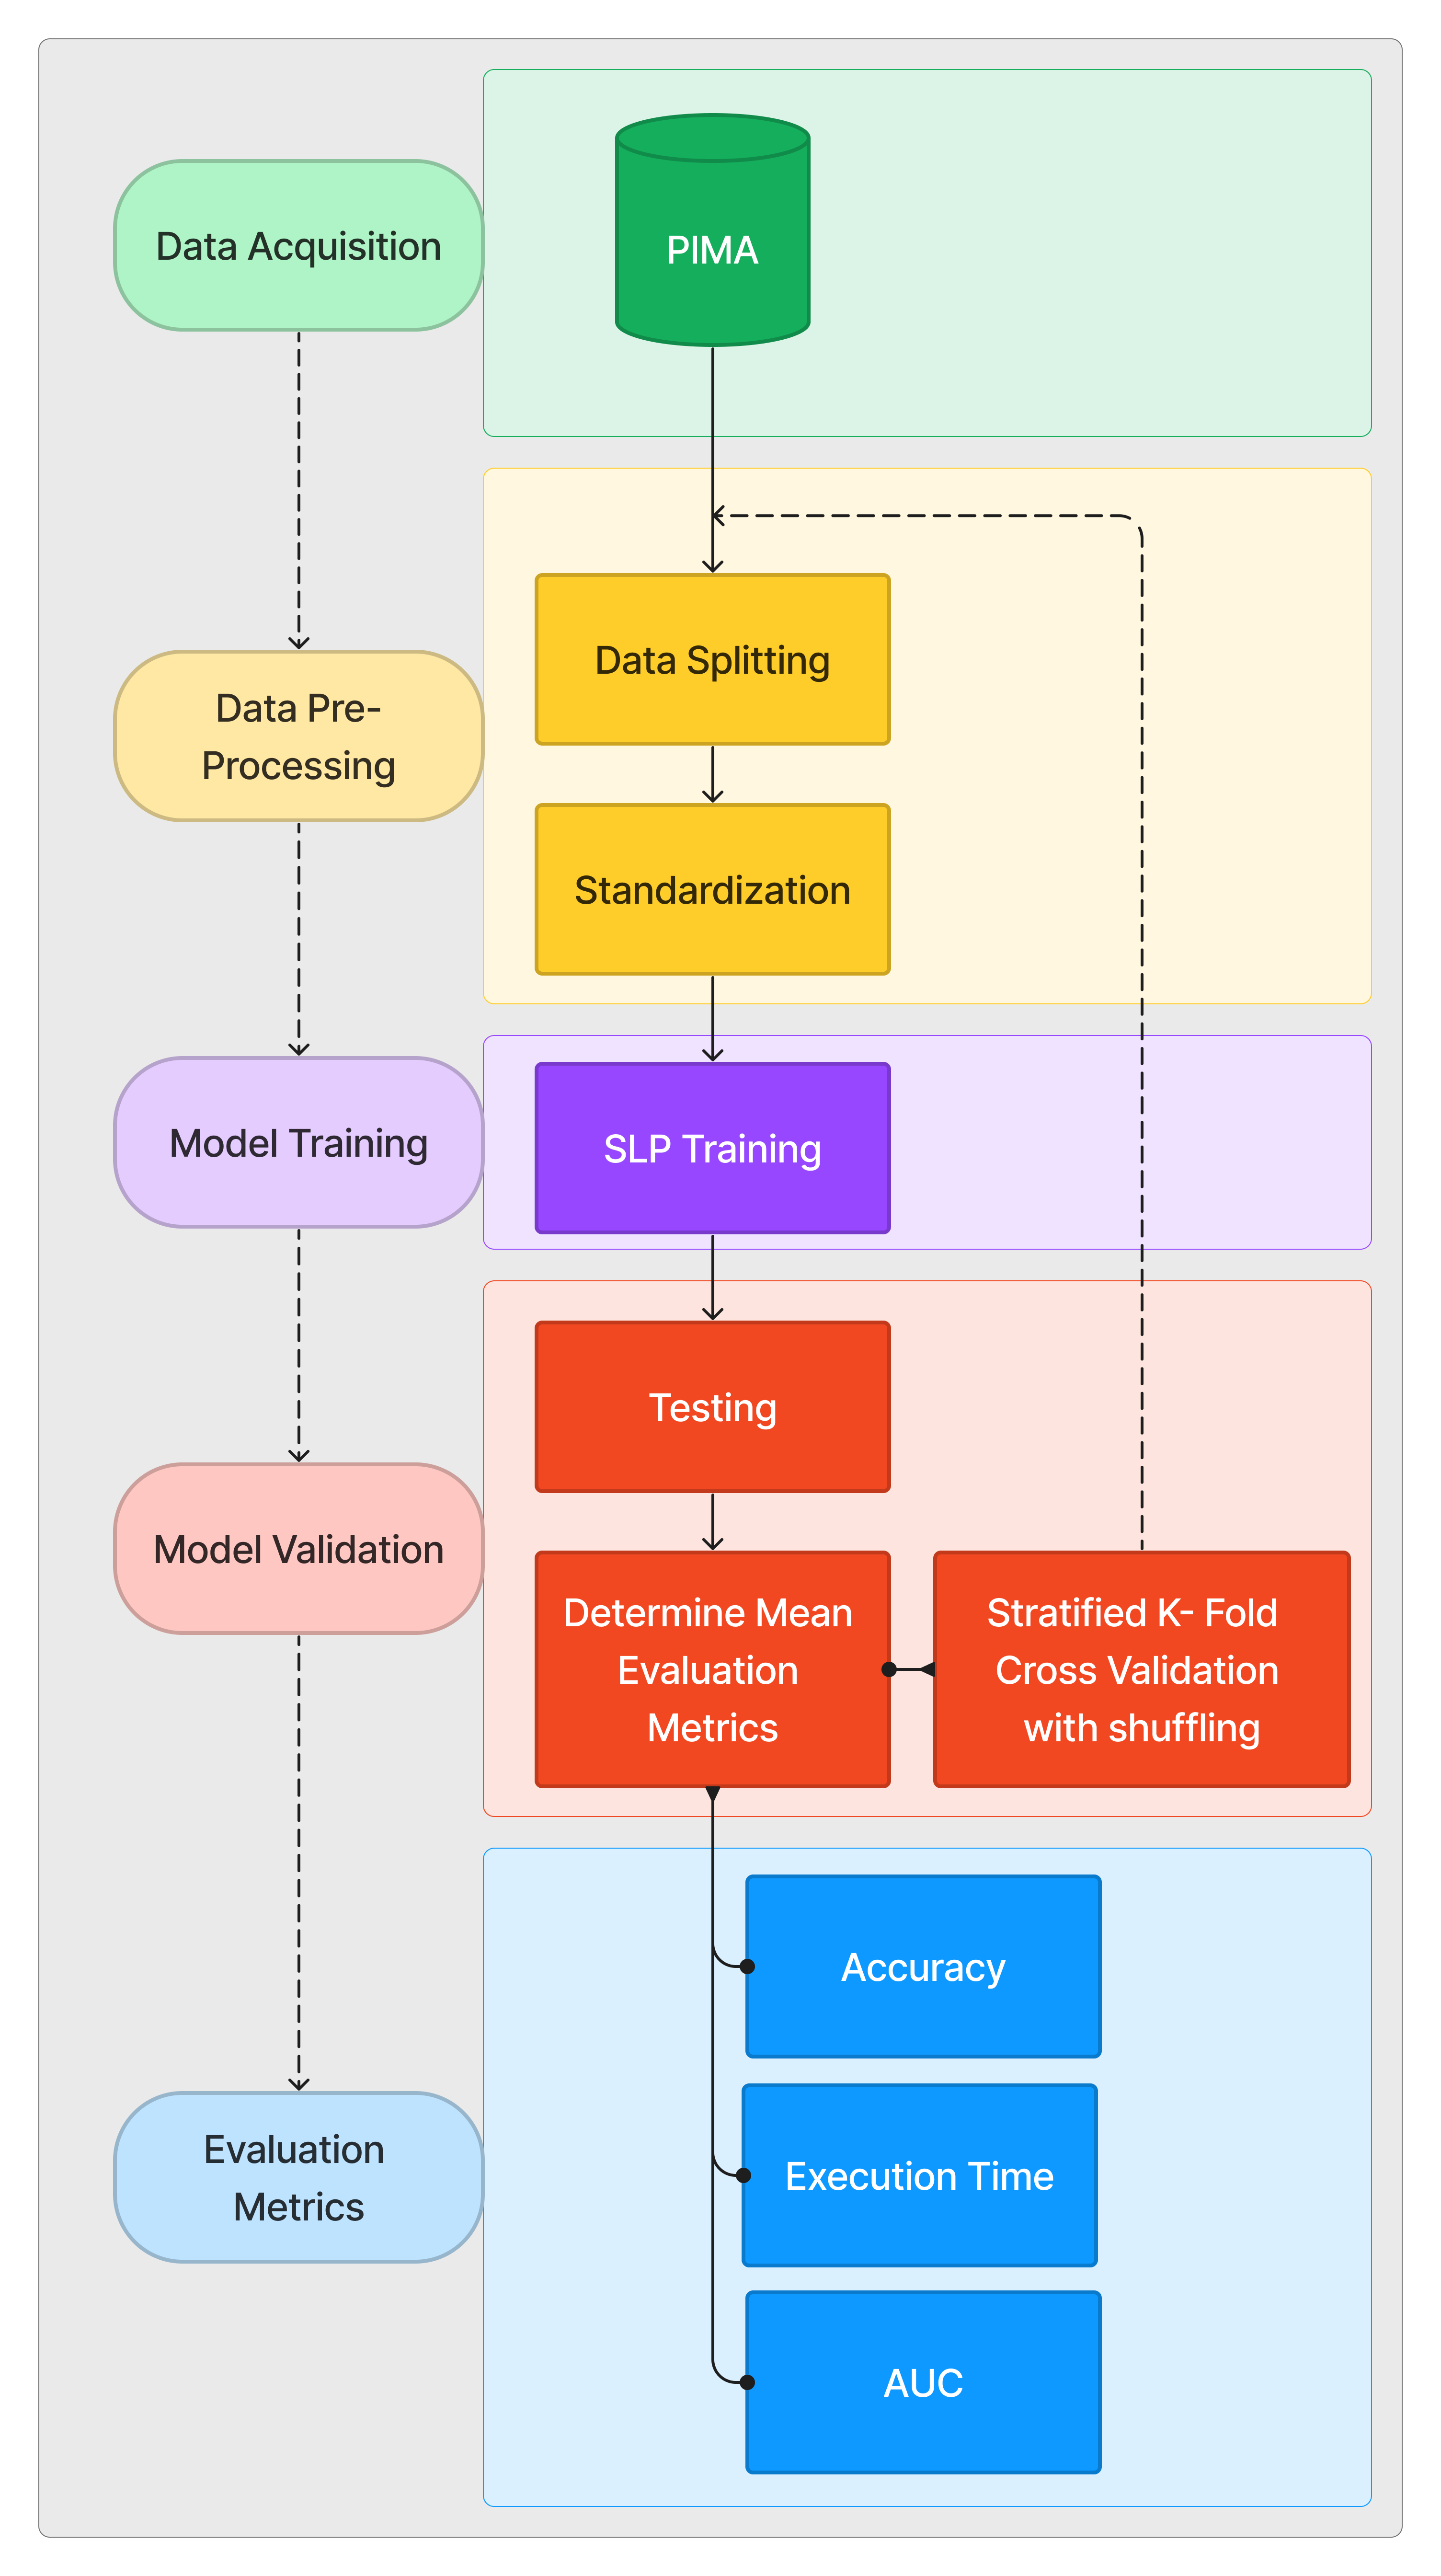 Data Acquisition
PIMA
Data Pre-
Processing
Data Splitting
Standardization
Model Training
SLP Training
Model Validation
Testing
Determine Mean
Evaluation
Metrics
Stratified K- Fold
Cross Validation
with shuffling
Evaluation
Metrics
Accuracy
Execution Time
AUC